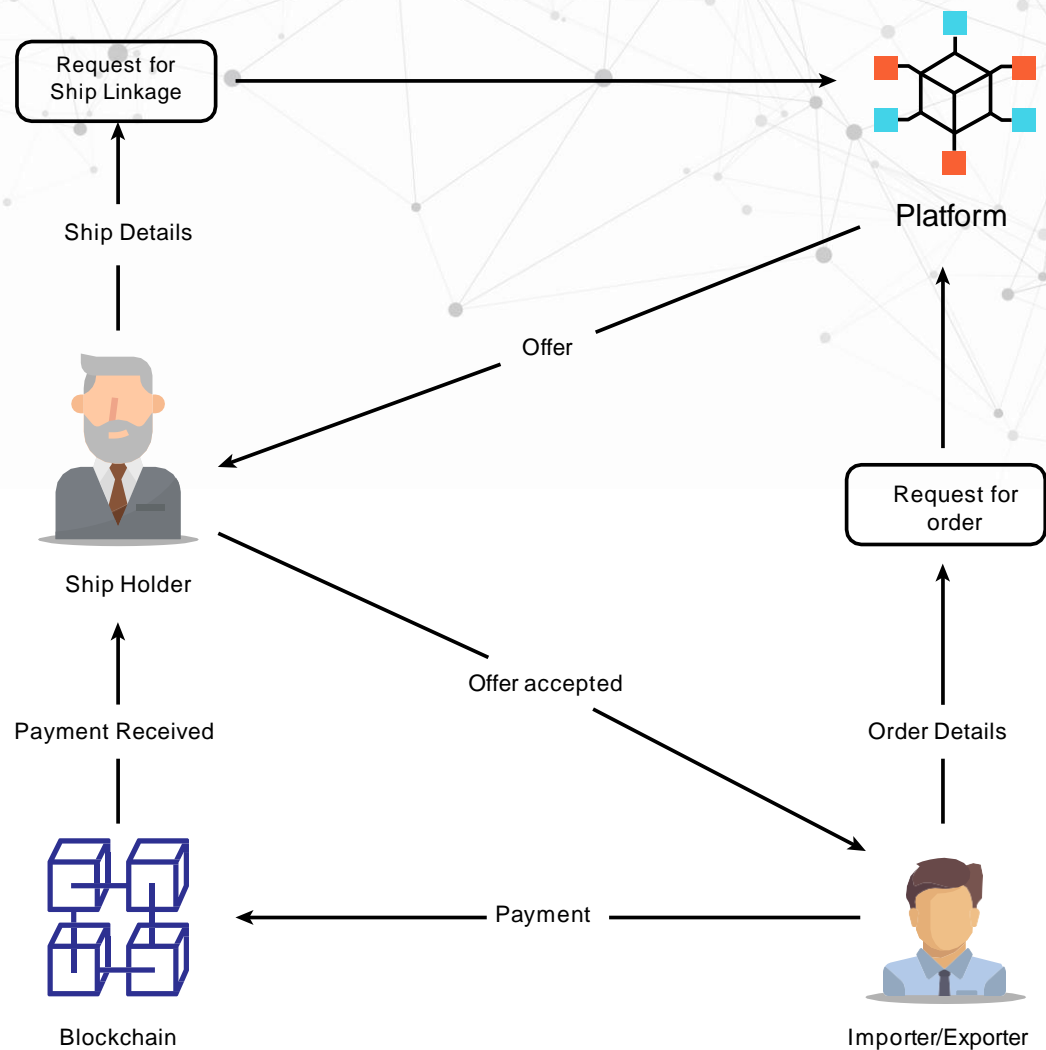 Request for
Ship Linkage
Platform
Ship Details
Offer
Request for
order
Ship Holder
Offer accepted
Payment Received
Order Details
Payment
Blockchain
Importer/Exporter